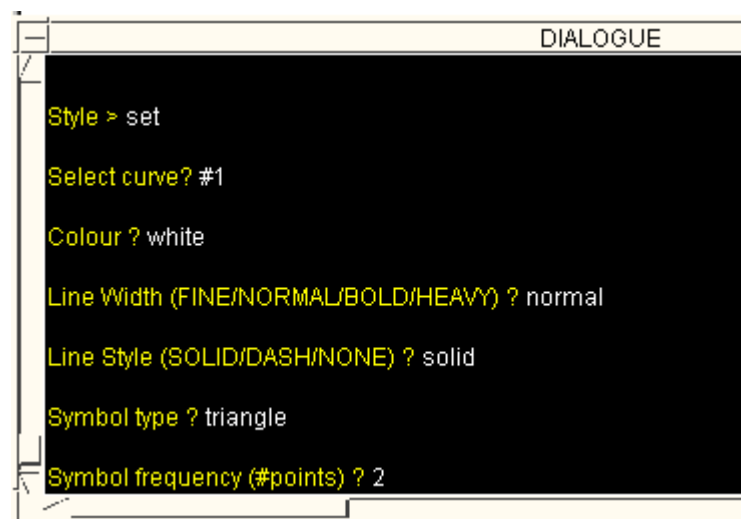 DIALOGUE
Style > set
Select curve? #1
Colour ? white
Line Width (FINE/NORMAL/BOLD/HEAVY) ? normal
Line Style (SOLID/DASH/NONE) ? solid
Symbol type ? triangle
Symbol frequency (#points) ? 2